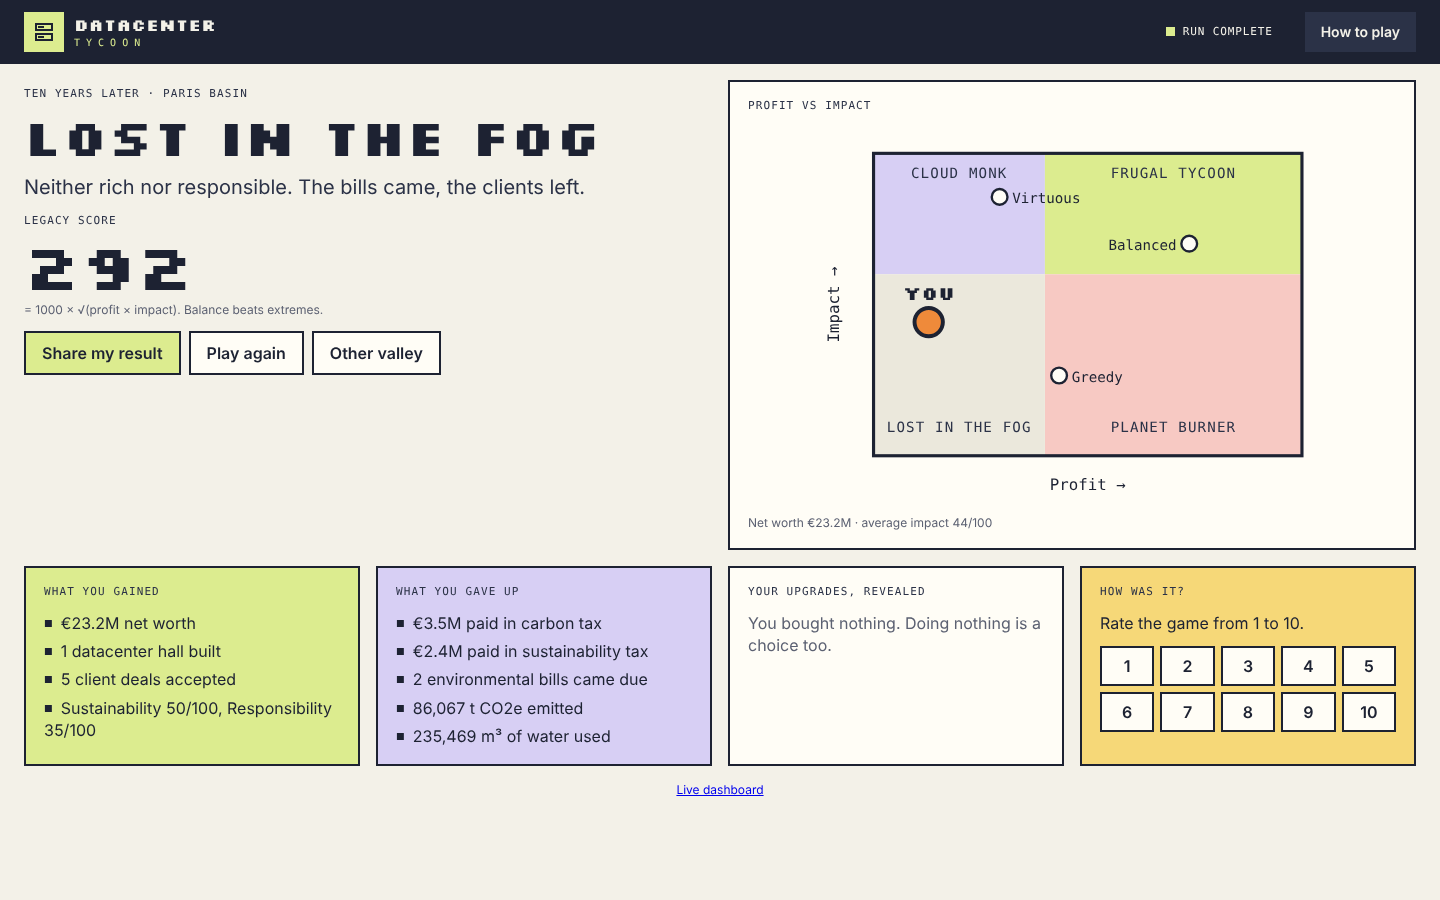 DATACENTER
TYCOON
RUN COMPLETE
How to play
TEN YEARS LATER · PARIS BASIN
LOST IN THE FOG
Neither rich nor responsible. The bills came, the clients left.
LEGACY SCORE
292
= 1000 × √(profit × impact). Balance beats extremes.
Share my result
Play again
Other valley
PROFIT VS IMPACT
CLOUD MONK
FRUGAL TYCOON
Virtuous
Balanced
Impact →
YOU
Greedy
LOST IN THE FOG
PLANET BURNER
Profit →
Net worth €23.2M · average impact 44/100
WHAT YOU GAINED
■ €23.2M net worth
■ 1 datacenter hall built
■ 5 client deals accepted
■ Sustainability 50/100, Responsibility
35/100
WHAT YOU GAVE UP
■ €3.5M paid in carbon tax
■ €2.4M paid in sustainability tax
■ 2 environmental bills came due
■ 86,067 t CO2e emitted
■ 235,469 m³ of water used
YOUR UPGRADES, REVEALED
You bought nothing. Doing nothing is a
choice too.
HOW WAS IT?
Rate the game from 1 to 10.
1 2 3 4 5
6 7 8 9 10
Live dashboard